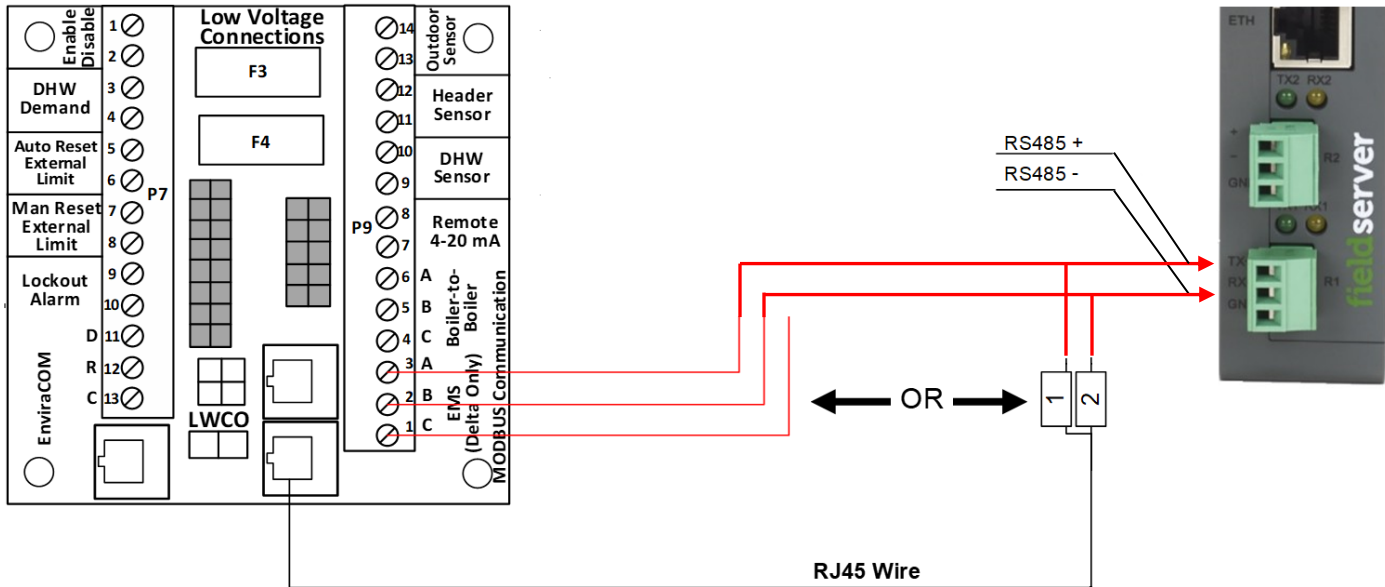 Low Voltage
Connections
Enable
Disable
DHW
Demand
Auto Reset
External
Limit
Man Reset
External
Limit
Lockout
Alarm
D
R
C
EnviraCOM
1
2
3
4
5
6
7
8
9
10
11
12
13
P7
F3
F4
LWCO
P9
14
13
12
11
10
9
8
7
6
5
4
3
2
1
Outdoor
Sensor
Header
Sensor
DHW
Sensor
Remote
4-20 mA
A
B
C
A
B
C
Boiler-to-
Boiler
EMS
(Delta Only)
MODBUS Communication
RS485 +
RS485 -
OR
1
2
RJ45 Wire
ETH
TX2 RX2
+
-
GN
R2
RX1
TX
RX
GN
R1
fieldserver